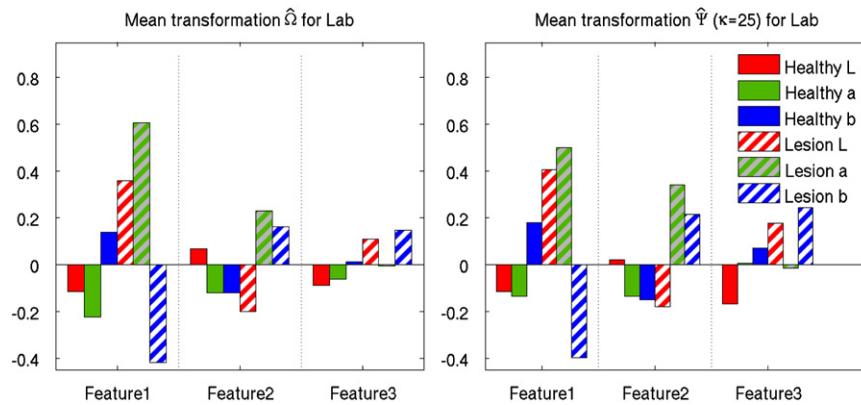 Mean transformation Ω̂ for Lab
0.8
0.6
0.4
0.2
0
-0.2
-0.4
Feature1 Feature2 Feature3
Mean transformation Ψ̂ (κ=25) for Lab
0.8
0.6
0.4
0.2
0
-0.2
-0.4
Healthy L
Healthy a
Healthy b
Lesion L
Lesion a
Lesion b
Feature1 Feature2 Feature3